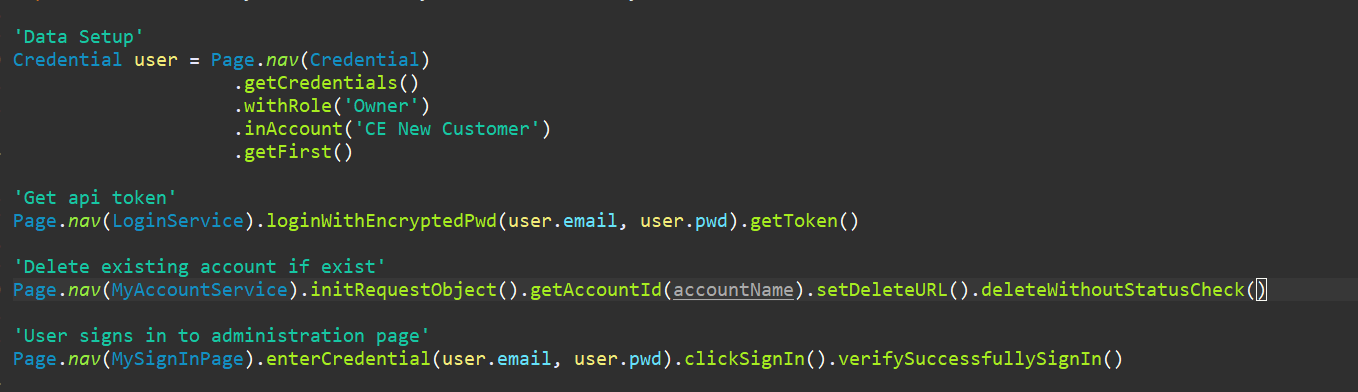 'Data Setup'
Credential user = Page.nav(Credential)
.getCredentials()
.withRole('Owner')
.inAccount('CE New Customer')
.getFirst()
'Get api token'
Page.nav(LoginService).loginWithEncryptedPwd(user.email, user.pwd).getToken()
'Delete existing account if exist'
Page.nav(MyAccountService).initRequestObject().getAccountId(accountName).setDeleteURL().deleteWithoutStatusCheck()
'User signs in to administration page'
Page.nav(MySignInPage).enterCredential(user.email, user.pwd).clickSignIn().verifySuccessfullySignIn()